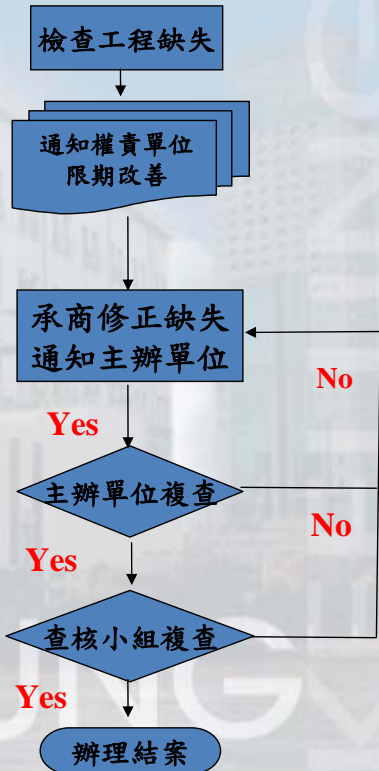 檢查工程缺失
通知權責單位
限期改善
承商修正缺失
通知主辦單位
No
Yes
主辦單位複查
No
Yes
查核小組複查
Yes
辦理結案